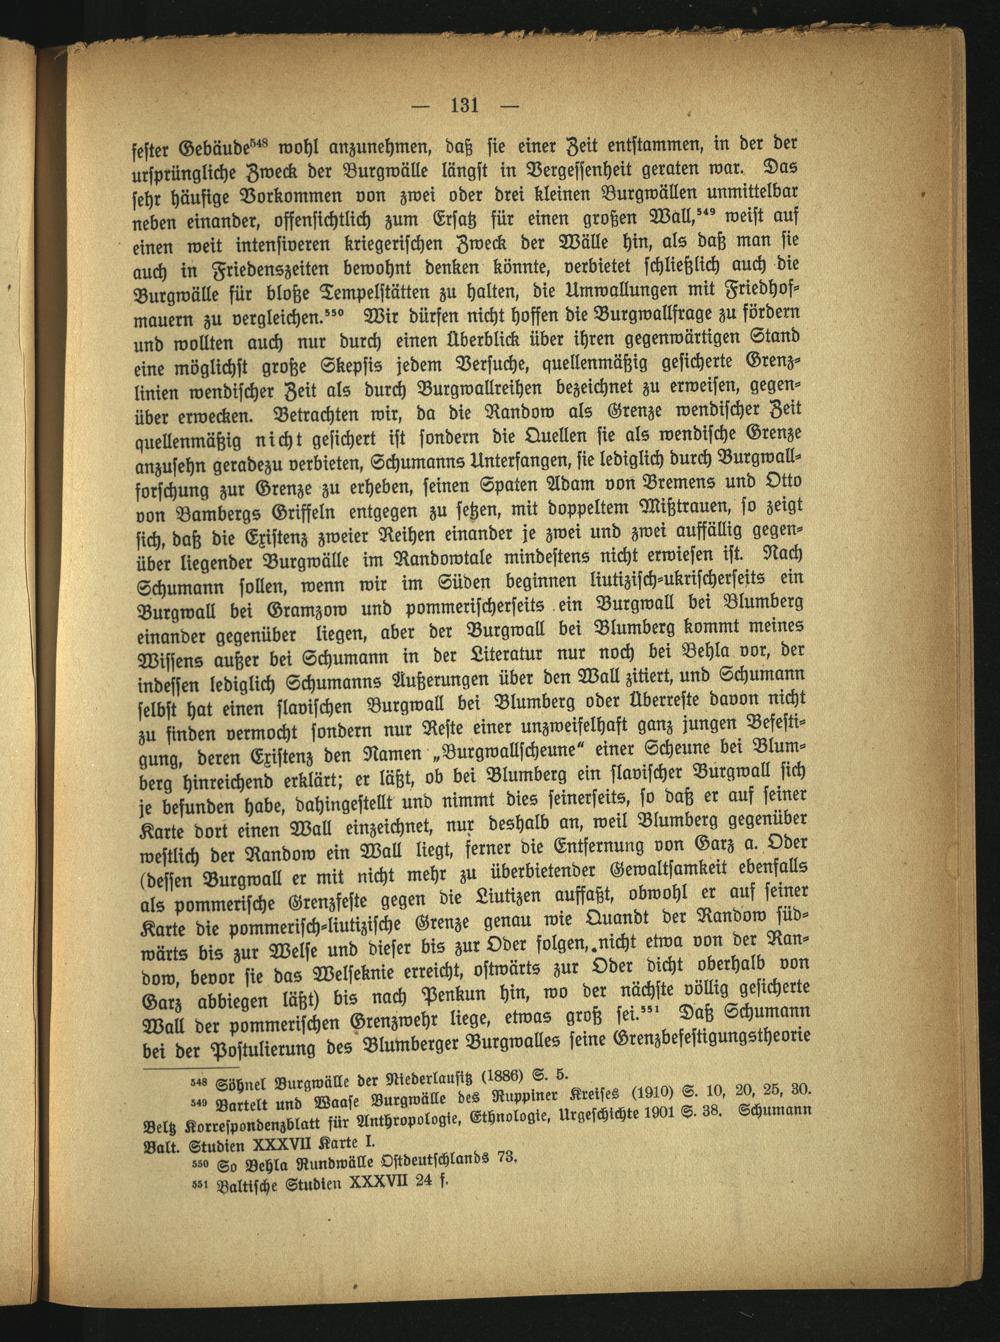 — 131 —
fester Gebäude⁵⁴⁸ wohl anzunehmen, daß sie einer Zeit entstammen, in der der
ursprüngliche Zweck der Burgwälle längst in Vergessenheit geraten war. Das
sehr häufige Vorkommen von zwei oder drei kleinen Burgwällen unmittelbar
neben einander, offensichtlich zum Ersatz für einen großen Wall,⁵⁴⁹ weist auf
einen weit intensiveren kriegerischen Zweck der Wälle hin, als daß man sie
auch in Friedenszeiten bewohnt denken könnte, verbietet schließlich auch die
Burgwälle für bloße Tempelstätten zu halten, die Umwallungen mit Friedhof-
mauern zu vergleichen.⁵⁵⁰ Wir dürfen nicht hoffen die Burgwallfrage zu fördern
und wollten auch nur durch einen Überblick über ihren gegenwärtigen Stand
eine möglichst große Skepsis jedem Versuche, quellenmäßig gesicherte Grenz-
linien wendischer Zeit als durch Burgwallreihen bezeichnet zu erweisen, gegen-
über erwecken. Betrachten wir, da die Randow als Grenze wendischer Zeit
quellenmäßig nicht gesichert ist sondern die Quellen sie als wendische Grenze
anzusehn geradezu verbieten, Schumanns Unterfangen, sie lediglich durch Burgwall-
forschung zur Grenze zu erheben, seinen Spaten Adam von Bremens und Otto
von Bambergs Griffeln entgegen zu setzen, mit doppeltem Mißtrauen, so zeigt
sich, daß die Existenz zweier Reihen einander je zwei und zwei auffällig gegen-
über liegender Burgwälle im Randowtale mindestens nicht erwiesen ist. Nach
Schumann sollen, wenn wir im Süden beginnen liutizisch-ukrischerseits ein
Burgwall bei Gramzow und pommerischerseits ein Burgwall bei Blumberg
einander gegenüber liegen, aber der Burgwall bei Blumberg kommt meines
Wissens außer bei Schumann in der Literatur nur noch bei Behla vor, der
indessen lediglich Schumanns Äußerungen über den Wall zitiert, und Schumann
selbst hat einen slavischen Burgwall bei Blumberg oder Überreste davon nicht
zu finden vermocht sondern nur Reste einer unzweifelhaft ganz jungen Befesti-
gung, deren Existenz den Namen „Burgwallscheune“ einer Scheune bei Blum-
berg hinreichend erklärt; er läßt, ob bei Blumberg ein slavischer Burgwall sich
je befunden habe, dahingestellt und nimmt dies seinerseits, so daß er auf seiner
Karte dort einen Wall einzeichnet, nur deshalb an, weil Blumberg gegenüber
westlich der Randow ein Wall liegt, ferner die Entfernung von Garz a. Oder
(dessen Burgwall er mit nicht mehr zu überbietender Gewaltsamkeit ebenfalls
als pommerische Grenzfeste gegen die Liutizen auffaßt, obwohl er auf seiner
Karte die pommerisch-liutizische Grenze genau wie Quandt der Randow süd-
wärts bis zur Welse und dieser bis zur Oder folgen, nicht etwa von der Ran-
dow, bevor sie das Welseknie erreicht, ostwärts zur Oder dicht oberhalb von
Garz abbiegen läßt) bis nach Penkun hin, wo der nächste völlig gesicherte
Wall der pommerischen Grenzwehr liege, etwas groß sei.⁵⁵¹ Daß Schumann
bei der Postulierung des Blumberger Burgwalles seine Grenzbefestigungstheorie
⁵⁴⁸ Söhnel Burgwälle der Niederlausitz (1886) S. 5.
⁵⁴⁹ Bartelt und Waase Burgwälle des Ruppiner Kreises (1910) S. 10, 20, 25, 30.
Beltz Korrespondenzblatt für Anthropologie, Ethnologie, Urgeschichte 1901 S. 38. Schumann
Balt. Studien XXXVII Karte I.
⁵⁵⁰ So Behla Rundwälle Ostdeutschlands 73.
⁵⁵¹ Baltische Studien XXXVII 24 f.